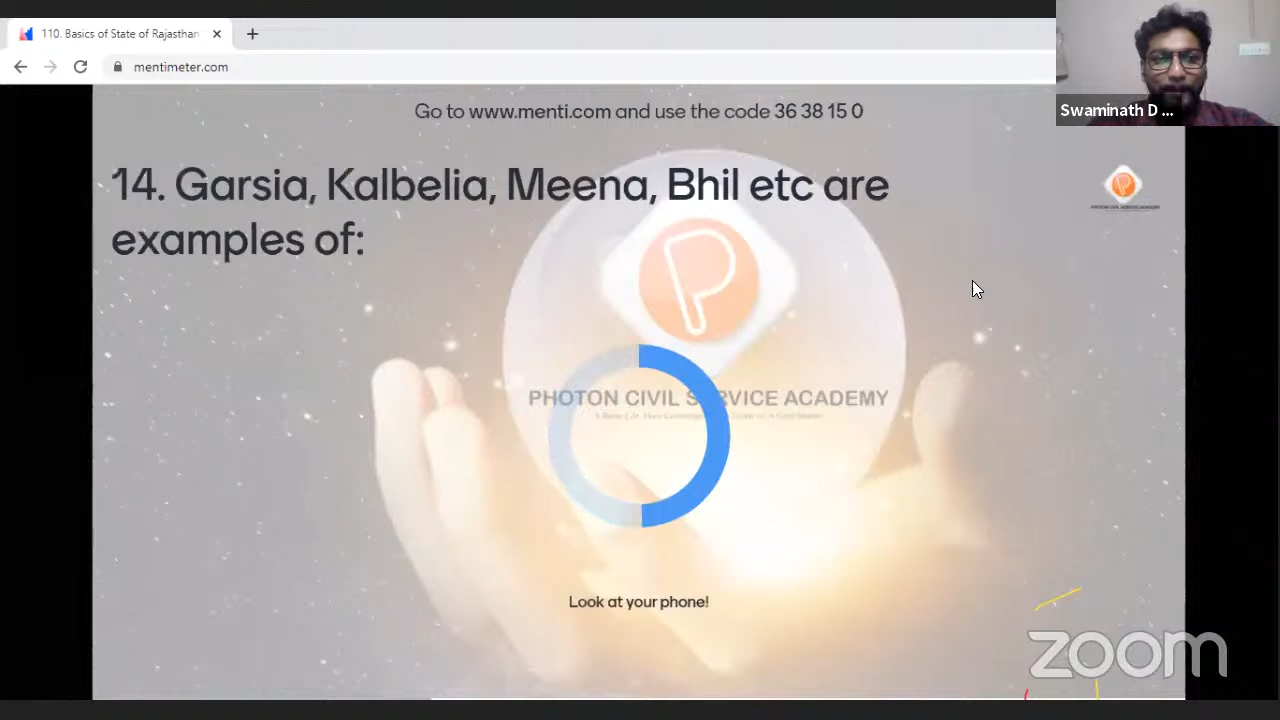 110. Basics of State of Rajasthan
mentimeter.com
Swaminath D ...
Go to www.menti.com and use the code 36 38 15 0
14. Garsia, Kalbelia, Meena, Bhil etc are
examples of:
P
PHOTON CIVIL SERVICE ACADEMY
Look at your phone!
zoom